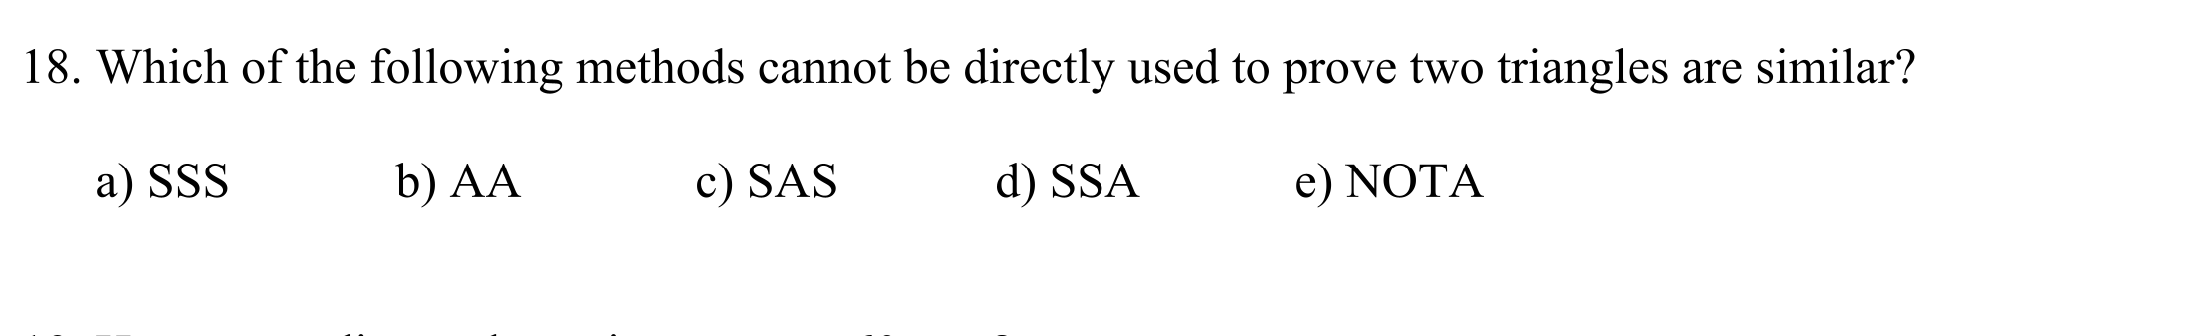 18. Which of the following methods cannot be directly used to prove two triangles are similar?
a) SSS b) AA c) SAS d) SSA e) NOTA